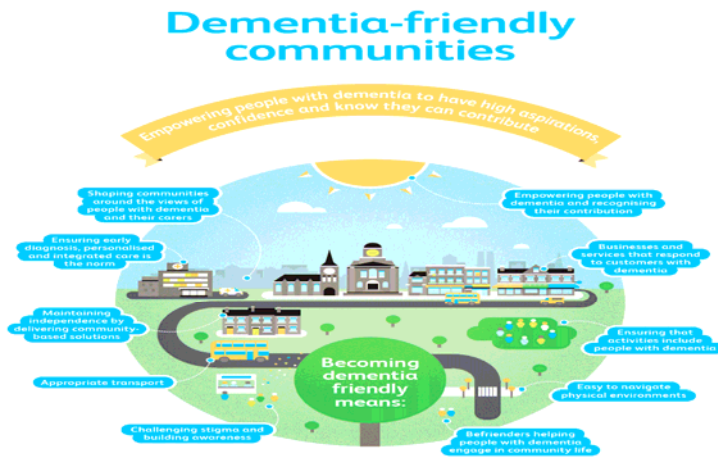 Dementia-friendly
communities
Empowering people with dementia to have high aspirations,
confidence and know they can contribute
Shaping communities
around the views of
people with dementia
and their carers
Empowering people with
dementia and recognising
their contribution
Ensuring early
diagnosis, personalised
and integrated care is
the norm
Businesses and
services that respond
to customers with
dementia
Maintaining
independence by
delivering community-
based solutions
Ensuring that
activities include
people with dementia
Becoming
dementia
friendly
means:
Appropriate transport
Easy to navigate
physical environments
Challenging stigma and
building awareness
Befrienders helping
people with dementia
engage in community life